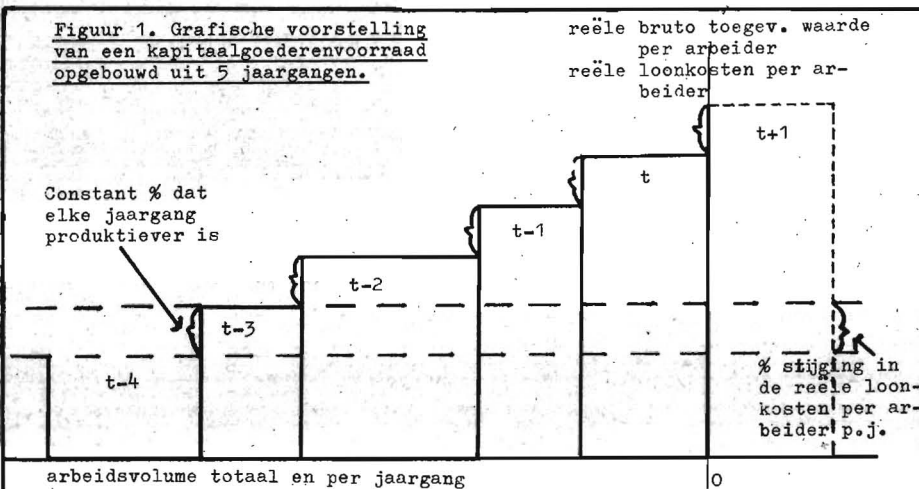 Figuur 1. Grafische voorstelling
van een kapitaalgoederenvoorraad
opgebouwd uit 5 jaargangen.
reële bruto toegev. waarde
per arbeider
reële loonkosten per ar-
beider
t+1
t
t-1
Constant % dat
elke jaargang
produktiever is
t-2
t-3
t-4
% stijging in
de reële loon-
kosten per ar-
beider p.j.
arbeidsvolume totaal en per jaargang
0